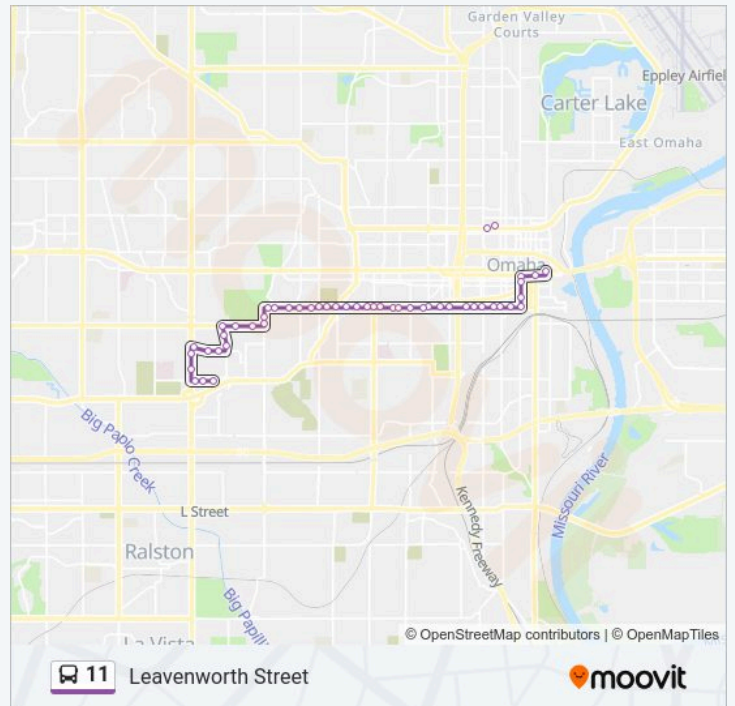 Garden Valley
Courts
Eppley Airfiel
Carter Lake
East Omaha
Omaha
Big Papio Creek
Missouri River
L Street
Kennedy Freeway
Ralston
Big Papilli
La Vista
© OpenStreetMap contributors | © OpenMapTiles
11 Leavenworth Street
moovit